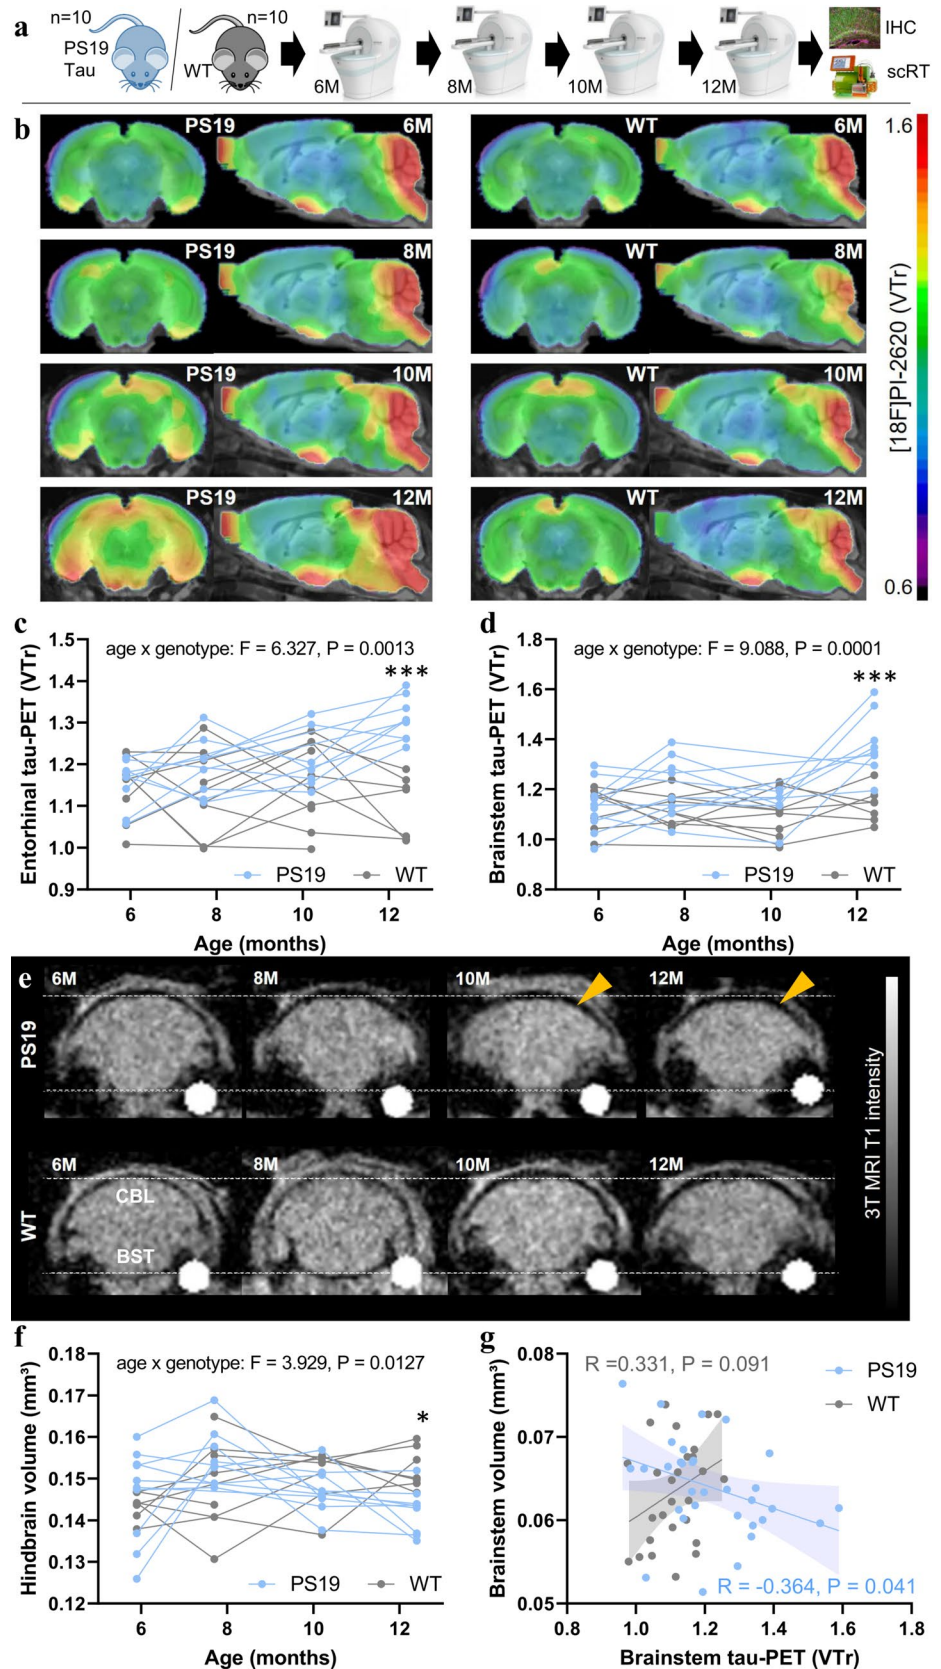 a
n=10
n=10
PS19
Tau
WT
6M
8M
10M
12M
IHC
scRT
b
PS19
6M
WT
6M
1.6
PS19
8M
WT
8M
PS19
10M
WT
10M
PS19
12M
WT
12M
0.6
[18F]PI-2620 (VTr)
c
age x genotype: F = 6.327, P = 0.0013
***
Entorhinal tau-PET (VTr)
1.5
1.4
1.3
1.2
1.1
1.0
0.9
PS19
WT
6
8
10
12
Age (months)
d
age x genotype: F = 9.088, P = 0.0001
***
Brainstem tau-PET (VTr)
1.8
1.6
1.4
1.2
1.0
0.8
PS19
WT
6
8
10
12
Age (months)
e
6M
8M
10M
12M
PS19
6M
8M
10M
12M
WT
CBL
BST
3T MRI T1 intensity
f
age x genotype: F = 3.929, P = 0.0127
*
Hindbrain volume (mm³)
0.18
0.17
0.16
0.15
0.14
0.13
0.12
PS19
WT
6
8
10
12
Age (months)
g
R =0.331, P = 0.091
PS19
WT
Brainstem volume (mm³)
0.08
0.07
0.06
0.05
R = -0.364, P = 0.041
0.8
1.0
1.2
1.4
1.6
1.8
Brainstem tau-PET (VTr)